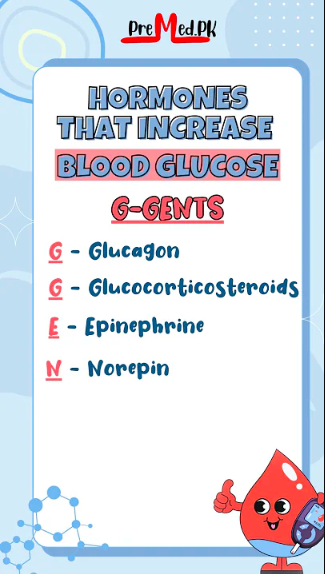 PreMed.PK
HORMONES
THAT INCREASE
BLOOD GLUCOSE
G-GENTS
G - Glucagon
G - Glucocorticosteroids
E - Epinephrine
N - Norepin